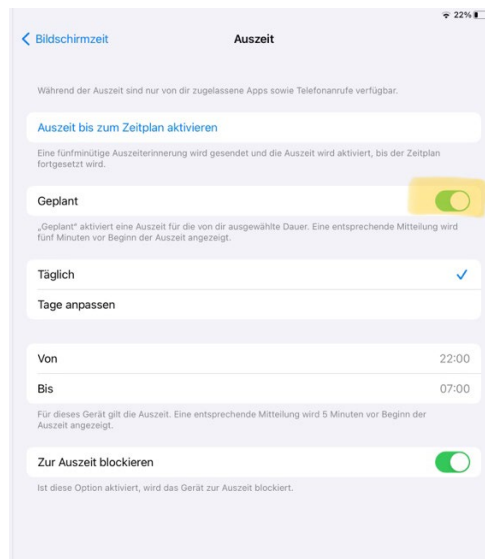 22%
Bildschirmzeit
Auszeit
Während der Auszeit sind nur von dir zugelassene Apps sowie Telefonanrufe verfügbar.
Auszeit bis zum Zeitplan aktivieren
Eine fünfminütige Auszeiterinnerung wird gesendet und die Auszeit wird aktiviert, bis der Zeitplan
fortgesetzt wird.
Geplant
„Geplant“ aktiviert eine Auszeit für die von dir ausgewählte Dauer. Eine entsprechende Mitteilung wird
fünf Minuten vor Beginn der Auszeit angezeigt.
Täglich
Tage anpassen
Von 22:00
Bis 07:00
Für dieses Gerät gilt die Auszeit. Eine entsprechende Mitteilung wird 5 Minuten vor Beginn der
Auszeit angezeigt.
Zur Auszeit blockieren
Ist diese Option aktiviert, wird das Gerät zur Auszeit blockiert.